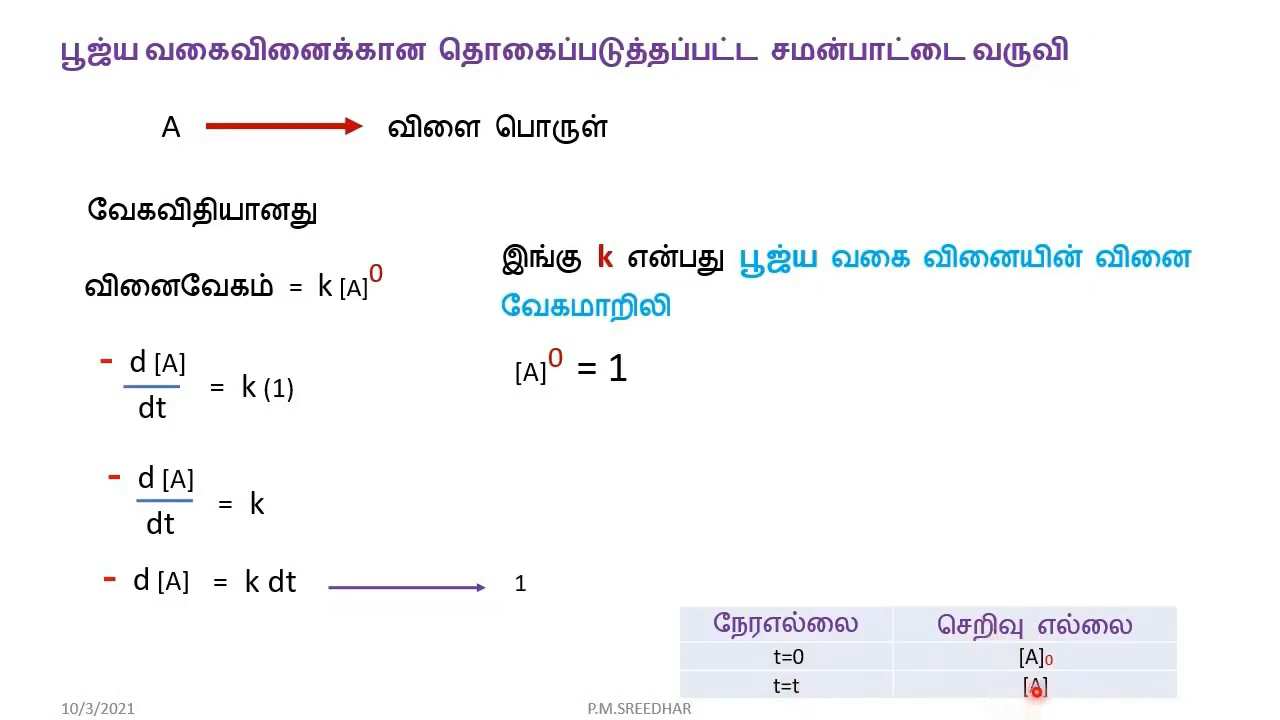 பூஜ்ய வகைவினைக்கான தொகைப்படுத்தப்பட்ட சமன்பாட்டை வருவி
A விளை பொருள்
வேகவிதியானது
வினைவேகம் = k [A]⁰
இங்கு k என்பது பூஜ்ய வகை வினையின் வினை
வேகமாறிலி
[A]⁰ = 1
- d [A]
dt
= k (1)
- d [A]
dt
= k
- d [A] = k dt 1
நேரஎல்லை செறிவு எல்லை
t=0 [A]₀
t=t [A]
10/3/2021 P.M.SREEDHAR